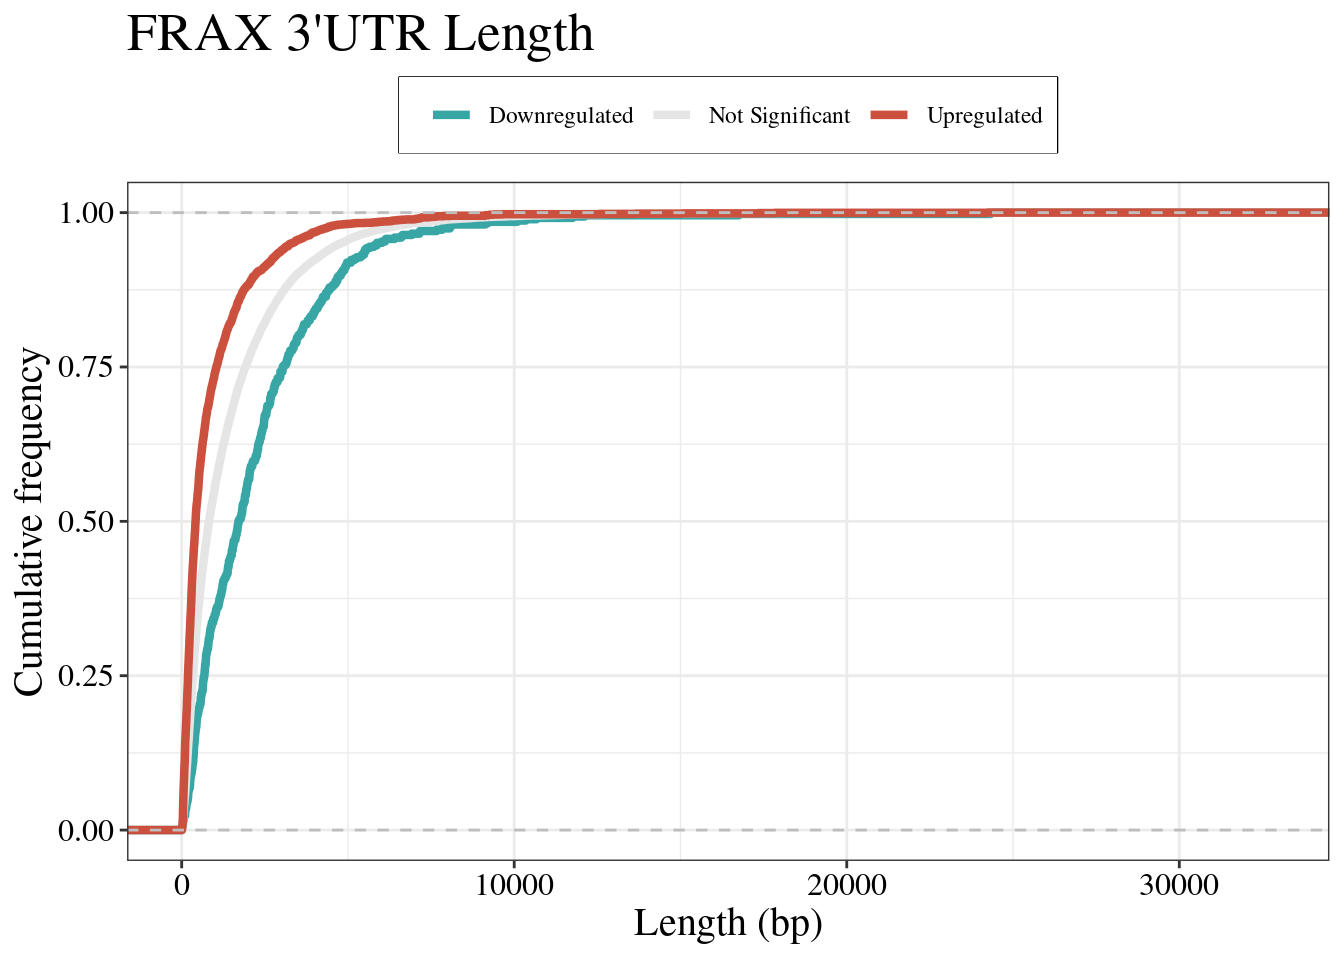 FRAX 3'UTR Length
Downregulated Not Significant Upregulated
Cumulative frequency
1.00
0.75
0.50
0.25
0.00
0 10000 20000 30000
Length (bp)